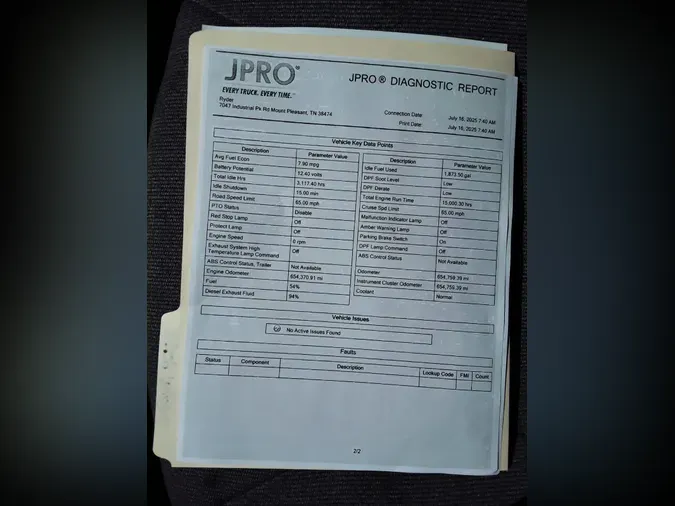 JPRO®
EVERY TRUCK. EVERY TIME.™
JPRO® DIAGNOSTIC REPORT
Ryder
7047 Industrial Pk Rd Mount Pleasant, TN 38474
Connection Date: July 16, 2025 7:40 AM
Print Date: July 16, 2025 7:40 AM
Vehicle Key Data Points
Description Parameter Value
Avg Fuel Econ 7.90 mpg
Battery Potential 12.40 volts
Total Idle Hrs 3,117.40 hrs
Idle Shutdown 15.00 min
Road Speed Limit 65.00 mph
PTO Status Disable
Red Stop Lamp Off
Protect Lamp Off
Engine Speed 0 rpm
Exhaust System High
Temperature Lamp Command Off
ABS Control Status, Trailer Not Available
Engine Odometer 654,370.91 mi
Fuel 54%
Diesel Exhaust Fluid 94%
Description Parameter Value
Idle Fuel Used 1,873.50 gal
DPF Soot Level Low
DPF Derate Low
Total Engine Run Time 15,050.30 hrs
Cruise Spd Limit 65.00 mph
Malfunction Indicator Lamp Off
Amber Warning Lamp Off
Parking Brake Switch On
DPF Lamp Command Off
ABS Control Status Not Available
Odometer 654,759.39 mi
Instrument Cluster Odometer 654,759.39 mi
Coolant Normal
Vehicle Issues
No Active Issues Found
Faults
Status Component Description Lookup Code FMI Count
2/2